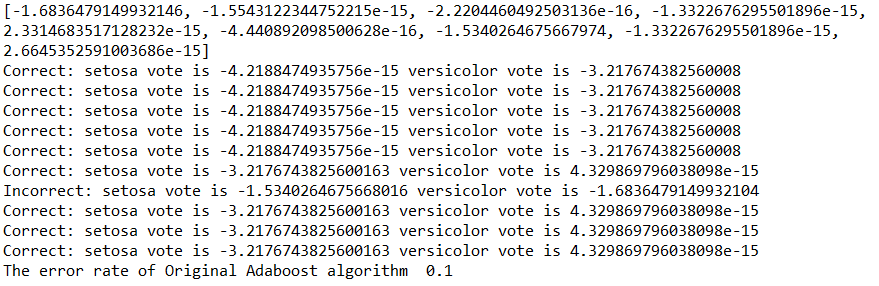 [-1.6836479149932146, -1.5543122344752215e-15, -2.2204460492503136e-16, -1.3322676295501896e-15,
2.3314683517128232e-15, -4.440892098500628e-16, -1.5340264675667974, -1.3322676295501896e-15,
2.6645352591003686e-15]
Correct: setosa vote is -4.2188474935756e-15 versicolor vote is -3.217674382560008
Correct: setosa vote is -4.2188474935756e-15 versicolor vote is -3.217674382560008
Correct: setosa vote is -4.2188474935756e-15 versicolor vote is -3.217674382560008
Correct: setosa vote is -4.2188474935756e-15 versicolor vote is -3.217674382560008
Correct: setosa vote is -4.2188474935756e-15 versicolor vote is -3.217674382560008
Correct: setosa vote is -3.2176743825600163 versicolor vote is 4.329869796038098e-15
Incorrect: setosa vote is -1.5340264675668016 versicolor vote is -1.6836479149932104
Correct: setosa vote is -3.2176743825600163 versicolor vote is 4.329869796038098e-15
Correct: setosa vote is -3.2176743825600163 versicolor vote is 4.329869796038098e-15
Correct: setosa vote is -3.2176743825600163 versicolor vote is 4.329869796038098e-15
The error rate of Original Adaboost algorithm  0.1